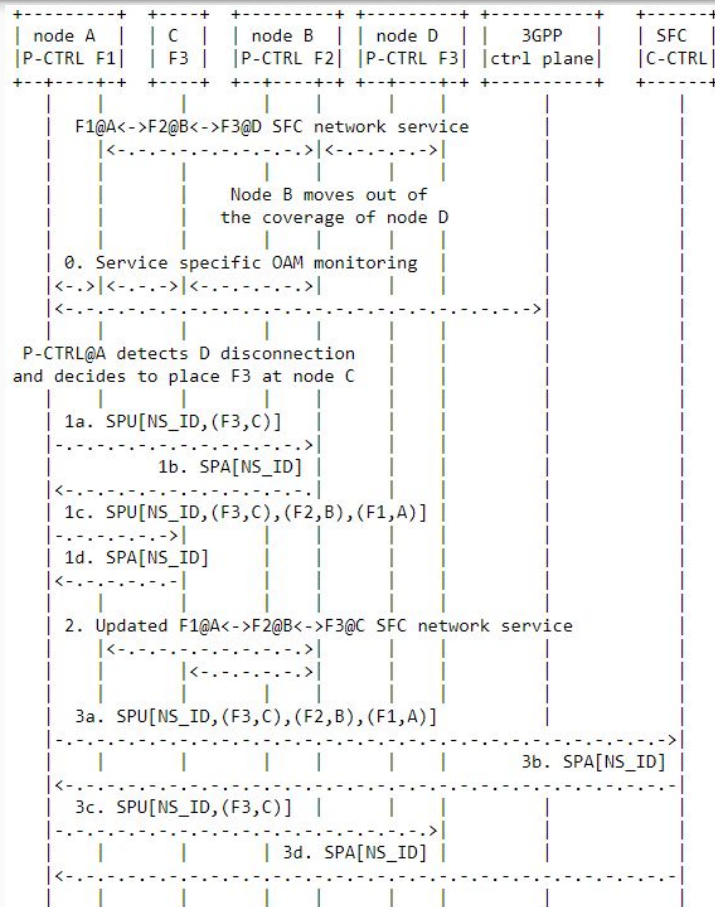 node A C node B node D 3GPP SFC
P-CTRL F1 F3 P-CTRL F2 P-CTRL F3 ctrl plane C-CTRL
F1@A<->F2@B<->F3@D SFC network service
Node B moves out of
the coverage of node D
0. Service specific OAM monitoring
P-CTRL@A detects D disconnection
and decides to place F3 at node C
1a. SPU[NS_ID,(F3,C)]
1b. SPA[NS_ID]
1c. SPU[NS_ID,(F3,C),(F2,B),(F1,A)]
1d. SPA[NS_ID]
2. Updated F1@A<->F2@B<->F3@C SFC network service
3a. SPU[NS_ID,(F3,C),(F2,B),(F1,A)]
3b. SPA[NS_ID]
3c. SPU[NS_ID,(F3,C)]
3d. SPA[NS_ID]